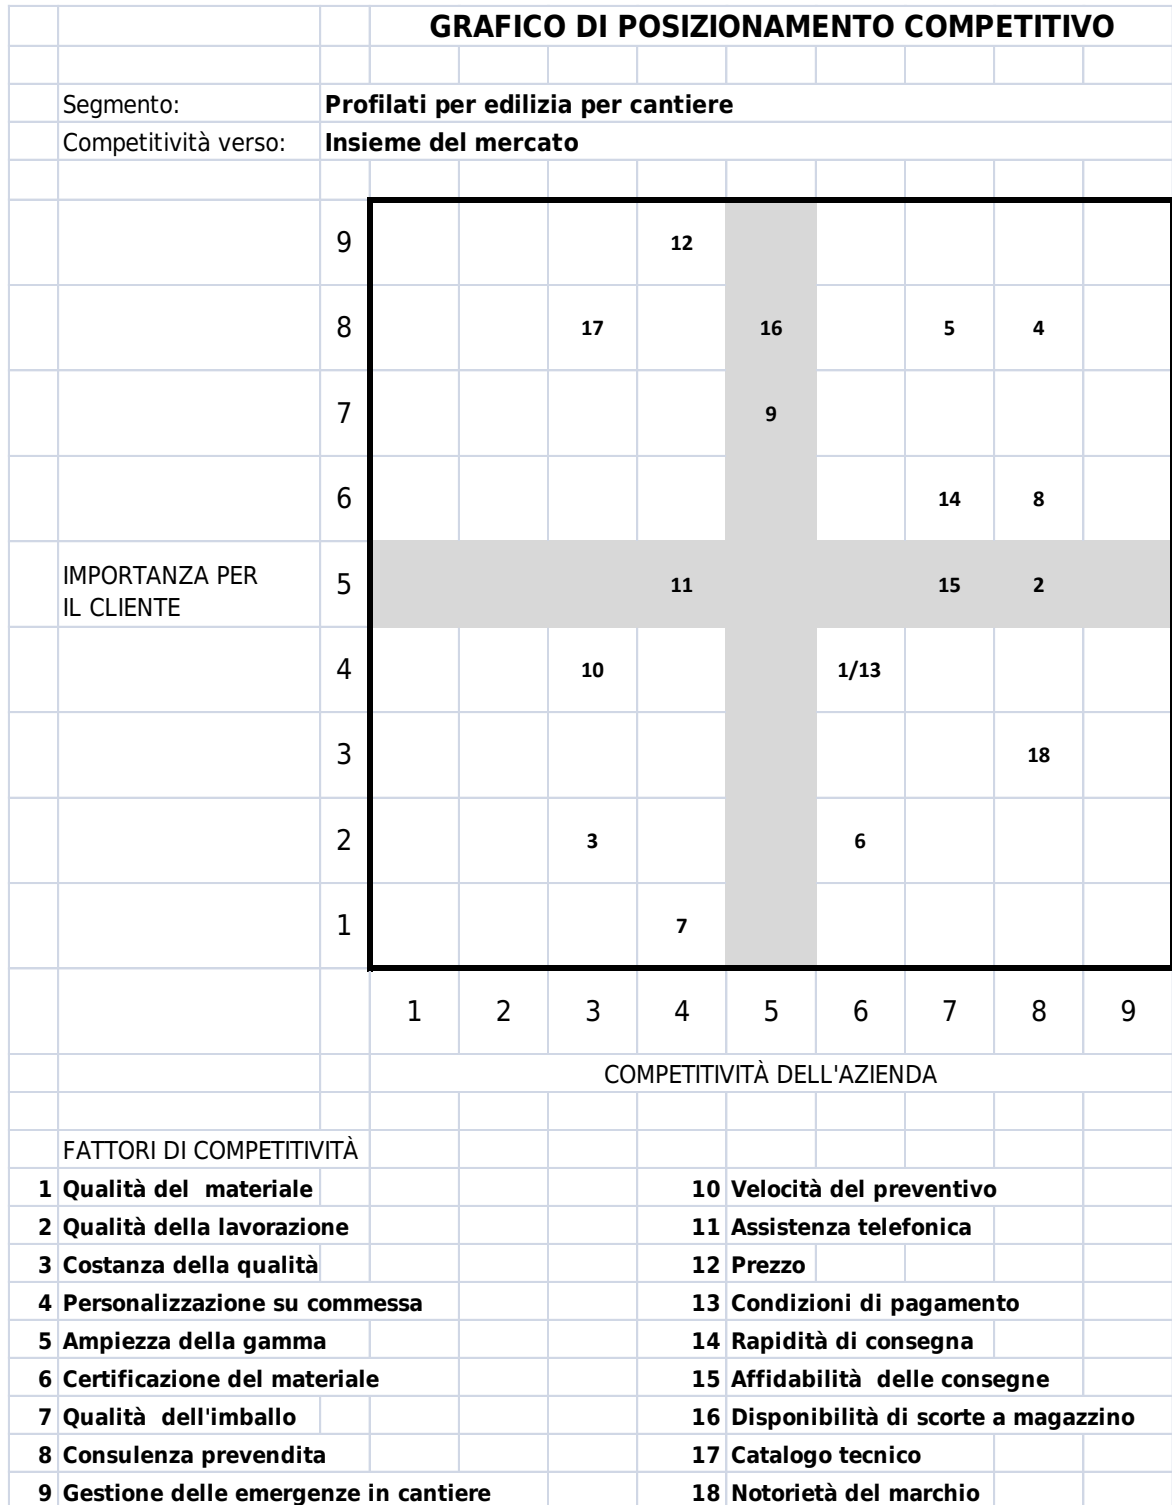 GRAFICO DI POSIZIONAMENTO COMPETITIVO
Segmento: Profilati per edilizia per cantiere
Competitività verso: Insieme del mercato
9 12
8 17 16 5 4
7 9
6 14 8
IMPORTANZA PER
IL CLIENTE
5 11 15 2
4 10 1/13
3 18
2 3 6
1 7
1 2 3 4 5 6 7 8 9
COMPETITIVITÀ DELL'AZIENDA
FATTORI DI COMPETITIVITÀ
1 Qualità del  materiale 10 Velocità del preventivo
2 Qualità della lavorazione 11 Assistenza telefonica
3 Costanza della qualità 12 Prezzo
4 Personalizzazione su commessa 13 Condizioni di pagamento
5 Ampiezza della gamma 14 Rapidità di consegna
6 Certificazione del materiale 15 Affidabilità  delle consegne
7 Qualità  dell'imballo 16 Disponibilità di scorte a magazzino
8 Consulenza prevendita 17 Catalogo tecnico
9 Gestione delle emergenze in cantiere 18 Notorietà del marchio